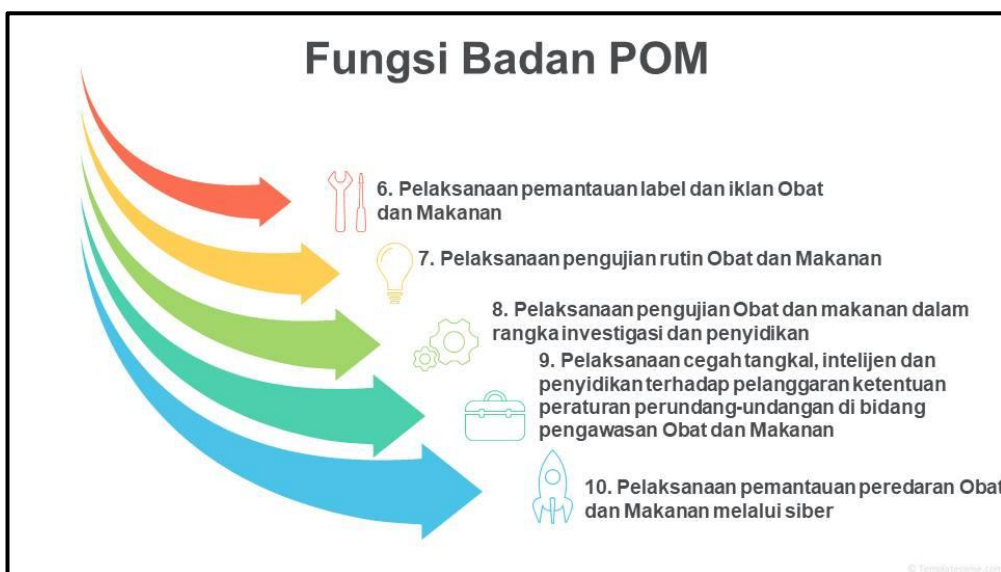 Fungsi Badan POM
6. Pelaksanaan pemantauan label dan iklan Obat
dan Makanan
7. Pelaksanaan pengujian rutin Obat dan Makanan
8. Pelaksanaan pengujian Obat dan makanan dalam
rangka investigasi dan penyidikan
9. Pelaksanaan cegah tangkal, intelijen dan
penyidikan terhadap pelanggaran ketentuan
peraturan perundang-undangan di bidang
pengawasan Obat dan Makanan
10. Pelaksanaan pemantauan peredaran Obat
dan Makanan melalui siber